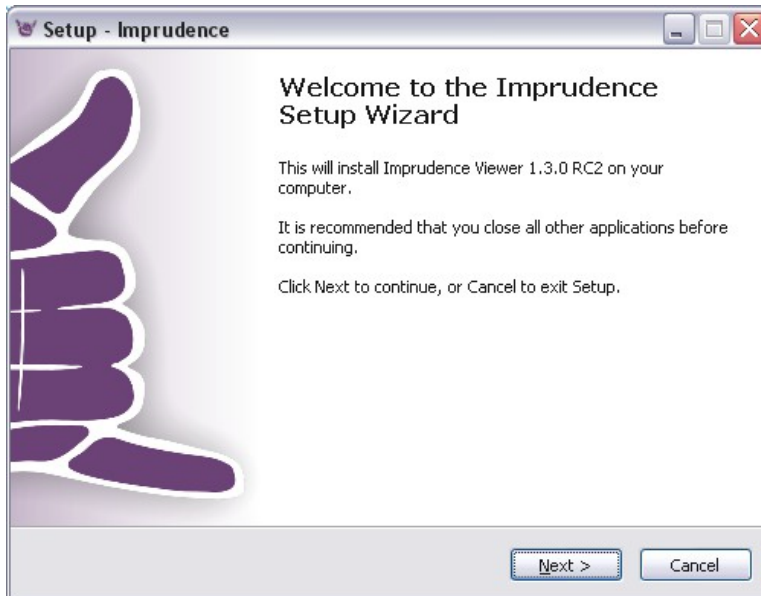 Setup - Imprudence
Welcome to the Imprudence
Setup Wizard
This will install Imprudence Viewer 1.3.0 RC2 on your
computer.
It is recommended that you close all other applications before
continuing.
Click Next to continue, or Cancel to exit Setup.
Next >
Cancel